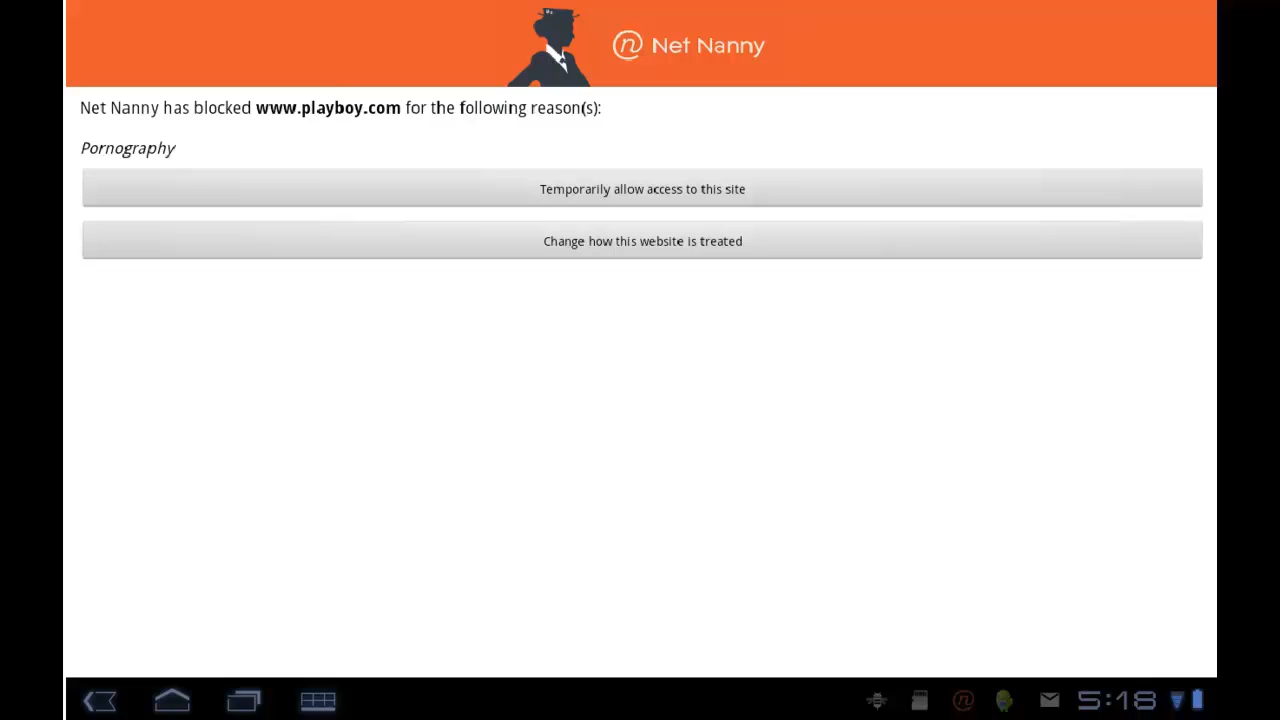 @ Net Nanny
Net Nanny has blocked www.playboy.com for the following reason(s):
Pornography
Temporarily allow access to this site
Change how this website is treated
5:18